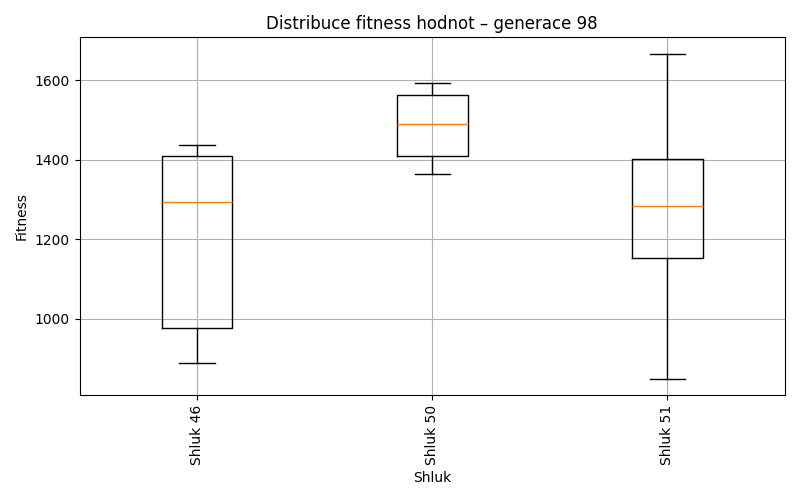 Distribuce fitness hodnot – generace 98
Fitness
1600
1400
1200
1000
Shluk 46
Shluk 50
Shluk 51
Shluk